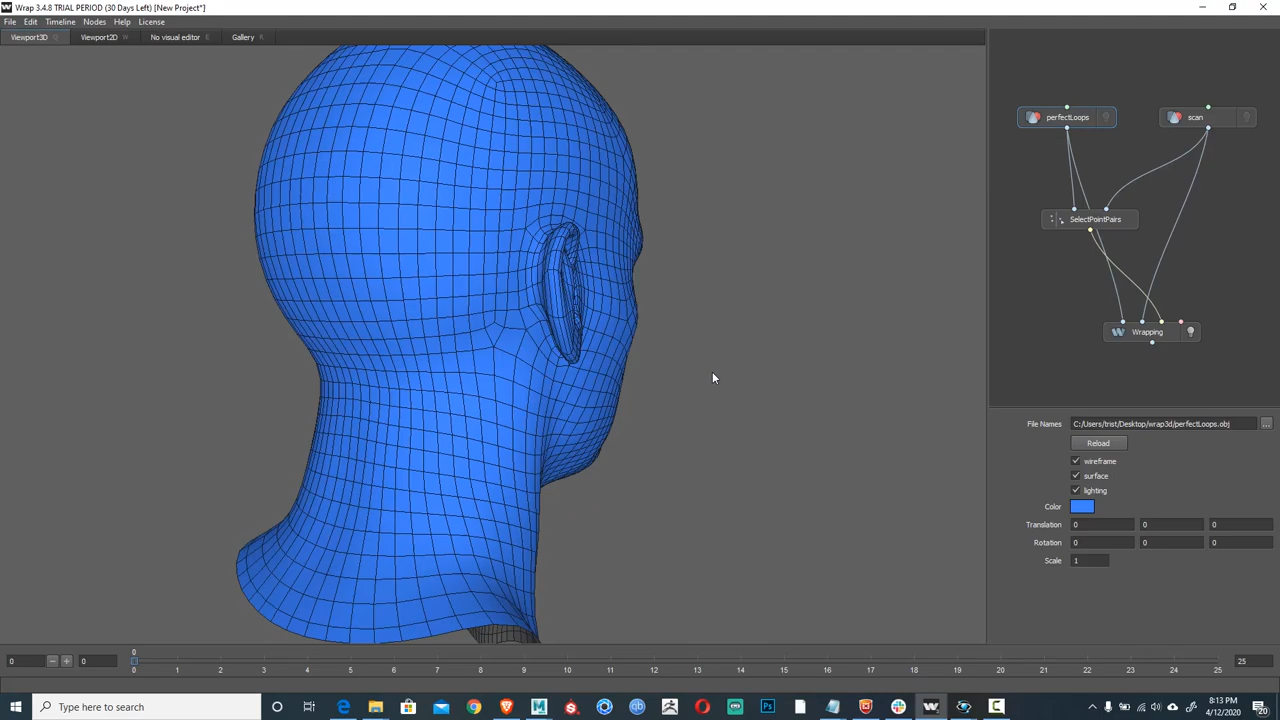 Wrap 3.4.8 TRIAL PERIOD (30 Days Left) [New Project*]
File Edit Timeline Nodes Help License
Viewport3D Q Viewport2D W No visual editor E Gallery R
perfectLoops scan
SelectPointPairs
Wrapping
File Names C:/Users/trist/Desktop/wrap3d/perfectLoops.obj ...
Reload
wireframe
surface
lighting
Color
Translation 0 0 0
Rotation 0 0 0
Scale 1
0
0 0 25
0 1 2 3 4 5 6 7 8 9 10 11 12 13 14 15 16 17 18 19 20 21 22 23 24 25
Type here to search
8:13 PM
4/12/2020